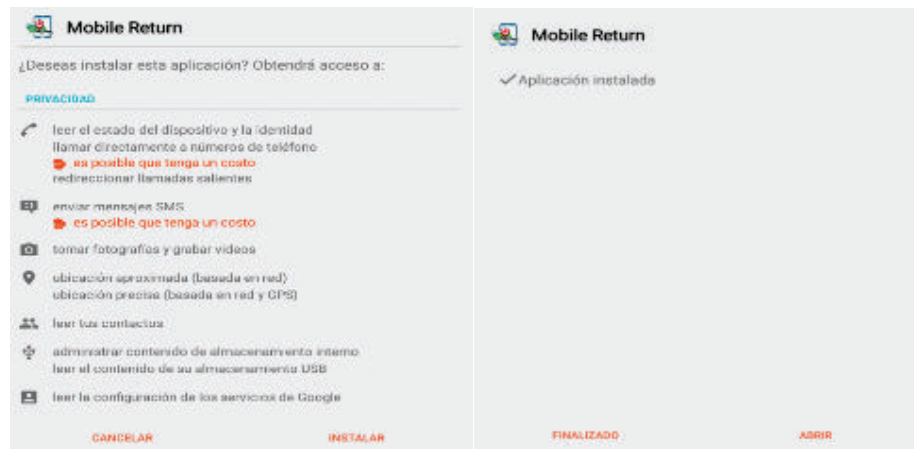 Mobile Return
¿Deseas instalar esta aplicación? Obtendrá acceso a:
PRIVACIDAD
leer el estado del dispositivo y la identidad
llamar directamente a números de teléfono
es posible que tenga un costo
redireccionar llamadas salientes
enviar mensajes SMS
es posible que tenga un costo
tomar fotografías y grabar videos
ubicación aproximada (basada en red)
ubicación precisa (basada en red y GPS)
leer tus contactos
administrar contenido de almacenamiento interno
leer el contenido de su almacenamiento USB
leer la configuración de los servicios de Google
CANCELAR
INSTALAR
Mobile Return
Aplicación instalada
FINALIZADO
ABRIR